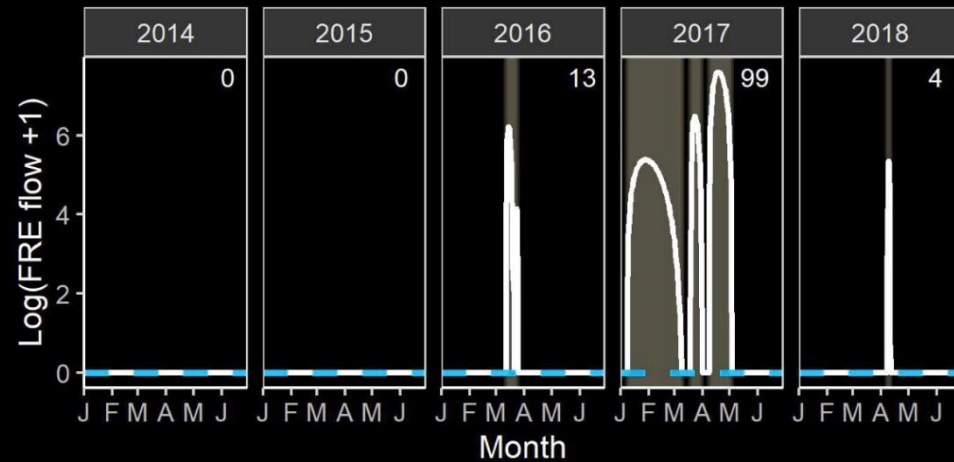 2014 2015 2016 2017 2018
0 0 13 99 4
Log(FRE flow +1)
6
4
2
0
J F M A M J J F M A M J J F M A M J J F M A M J J F M A M J
Month